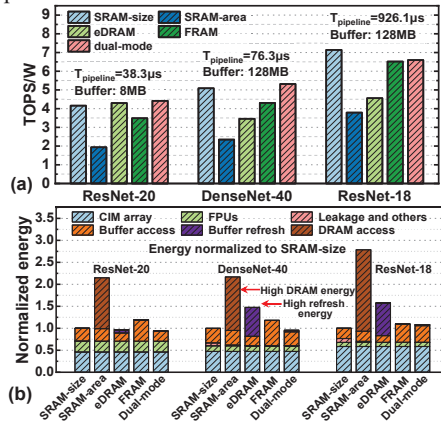 10
9
8
7
6
5
4
3
2
1
0
TOPS/W
SRAM-size
SRAM-area
eDRAM
FRAM
dual-mode
T pipeline=38.3μs
Buffer: 8MB
T pipeline=76.3μs
Buffer: 128MB
T pipeline=926.1μs
Buffer: 128MB
(a)
ResNet-20
DenseNet-40
ResNet-18
CIM array
FPUs
Leakage and others
Buffer access
Buffer refresh
DRAM access
Energy normalized to SRAM-size
ResNet-20
DenseNet-40
ResNet-18
High DRAM energy
High refresh
energy
3.5
3.0
2.5
2.0
1.5
1.0
0.5
0.0
Normalized energy
(b)
SRAM-size
SRAM-area
eDRAM
FRAM
Dual-mode
SRAM-size
SRAM-area
eDRAM
FRAM
Dual-mode
SRAM-size
SRAM-area
eDRAM
FRAM
Dual-mode